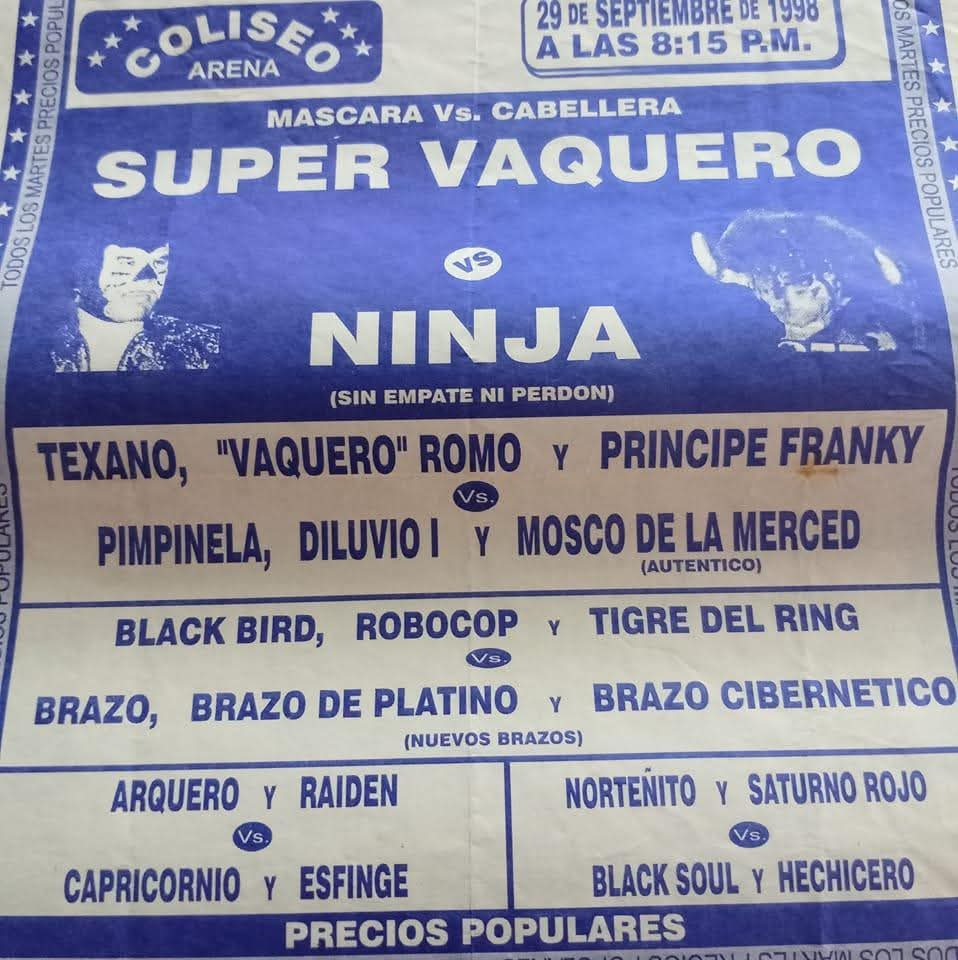 COLISEO
ARENA
29 DE SEPTIEMBRE DE 1998
A LAS 8:15 P.M.
MASCARA Vs. CABELLERA
SUPER VAQUERO
VS
NINJA
(SIN EMPATE NI PERDON)
TEXANO, "VAQUERO" ROMO Y PRINCIPE FRANKY
Vs.
PIMPINELA, DILUVIO I Y MOSCO DE LA MERCED
(AUTENTICO)
BLACK BIRD, ROBOCOP Y TIGRE DEL RING
Vs.
BRAZO, BRAZO DE PLATINO Y BRAZO CIBERNETICO
(NUEVOS BRAZOS)
ARQUERO Y RAIDEN
Vs.
CAPRICORNIO Y ESFINGE
NORTEÑITO Y SATURNO ROJO
Vs.
BLACK SOUL Y HECHICERO
PRECIOS POPULARES
TODOS LOS MARTES PRECIOS
MARTES PRECIOS POPULARES